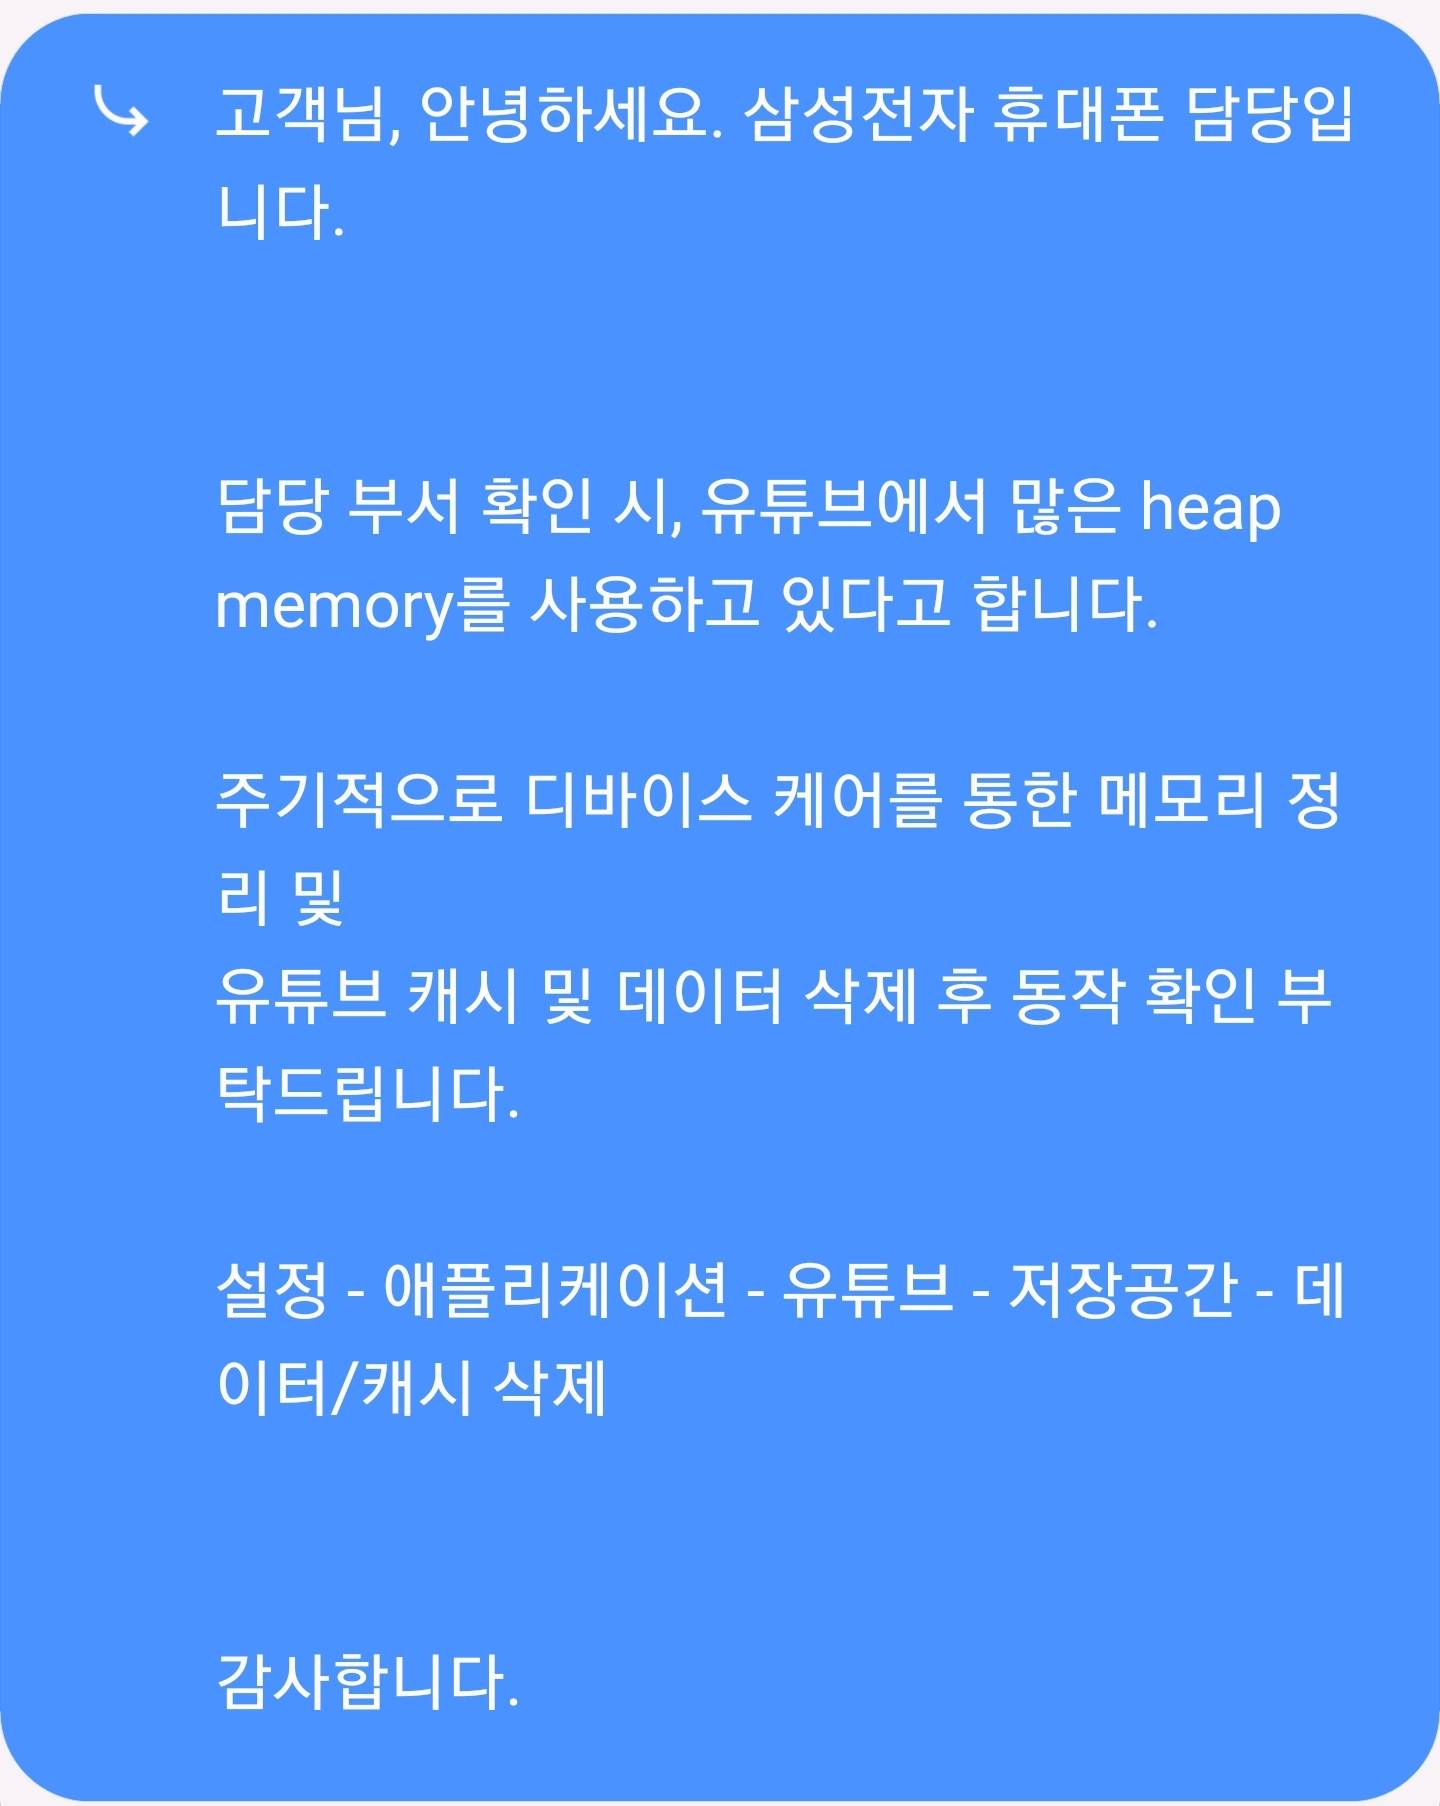 고객님, 안녕하세요. 삼성전자 휴대폰 담당입
니다.
담당 부서 확인 시, 유튜브에서 많은 heap
memory를 사용하고 있다고 합니다.
주기적으로 디바이스 케어를 통한 메모리 정
리 및
유튜브 캐시 및 데이터 삭제 후 동작 확인 부
탁드립니다.
설정 - 애플리케이션 - 유튜브 - 저장공간 - 데
이터/캐시 삭제
감사합니다.